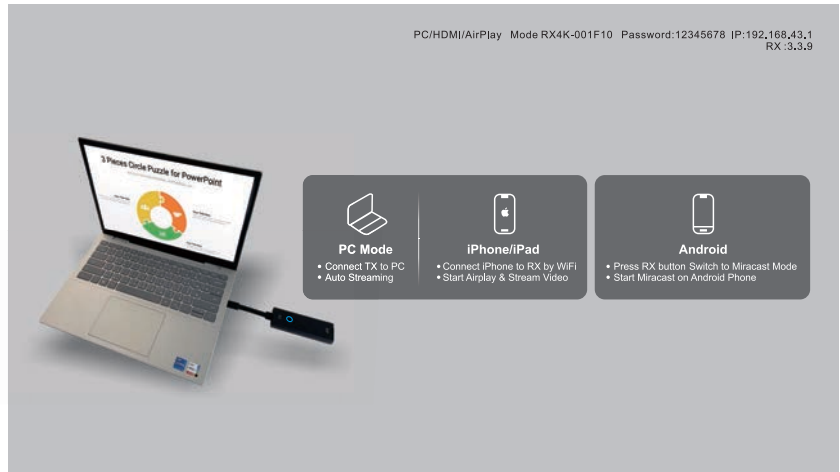 PC/HDMI/AirPlay Mode RX4K-001F10 Password:12345678 IP:192.168.43.1
RX :3.3.9
3 Pieces Circle Puzzle for PowerPoint
PC Mode
• Connect TX to PC
• Auto Streaming
iPhone/iPad
• Connect iPhone to RX by WiFi
• Start Airplay & Stream Video
Android
• Press RX button Switch to Miracast Mode
• Start Miracast on Android Phone